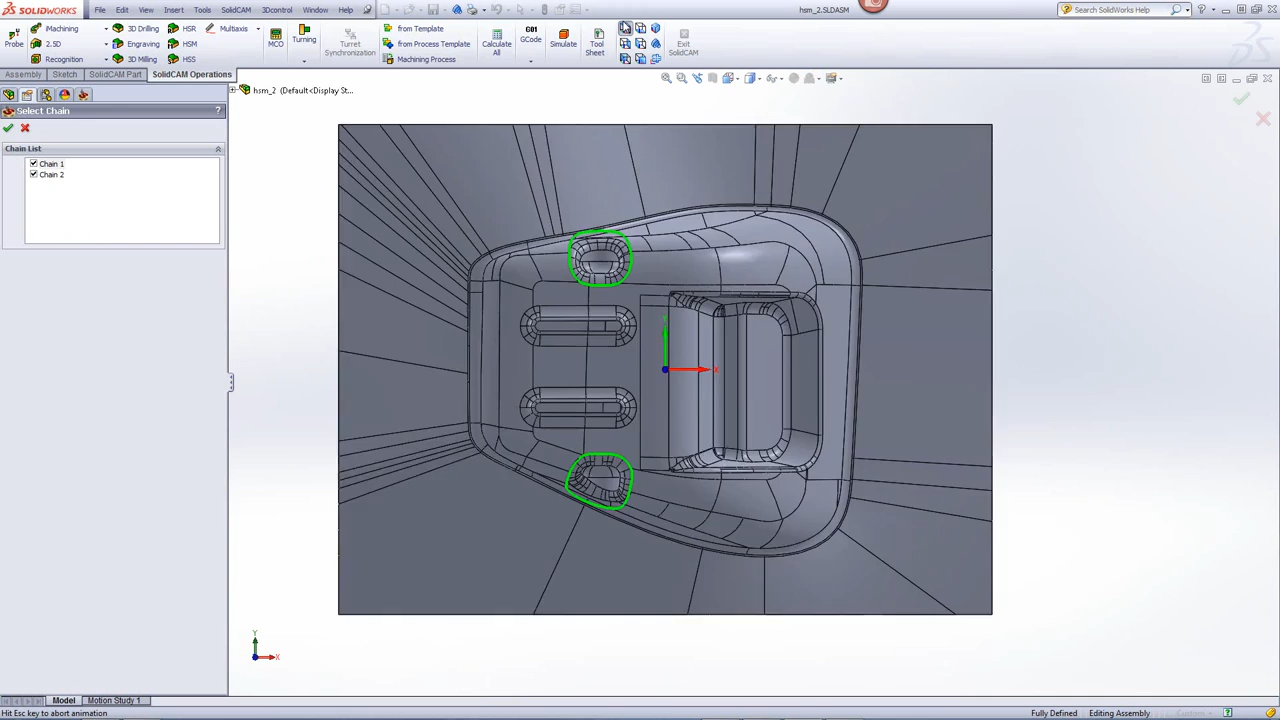 SOLIDWORKS File Edit View Insert Tools SolidCAM 3Dcontrol Window Help hsm_2.SLDASM Search SolidWorks Help
Probe iMachining 2.5D Recognition 3D Drilling Engraving 3D Milling HSR HSM HSS Multiaxis MCO Turning Turret Synchronization from Template from Process Template Machining Process Calculate All G01 GCode Simulate Tool Sheet Exit SolidCAM
Assembly Sketch SolidCAM Part SolidCAM Operations
hsm_2 (Default<Display St...
Select Chain ?
Chain List
Chain 1
Chain 2
Y
X
Y
X
Model Motion Study 1
Hit Esc key to abort animation Fully Defined Editing Assembly